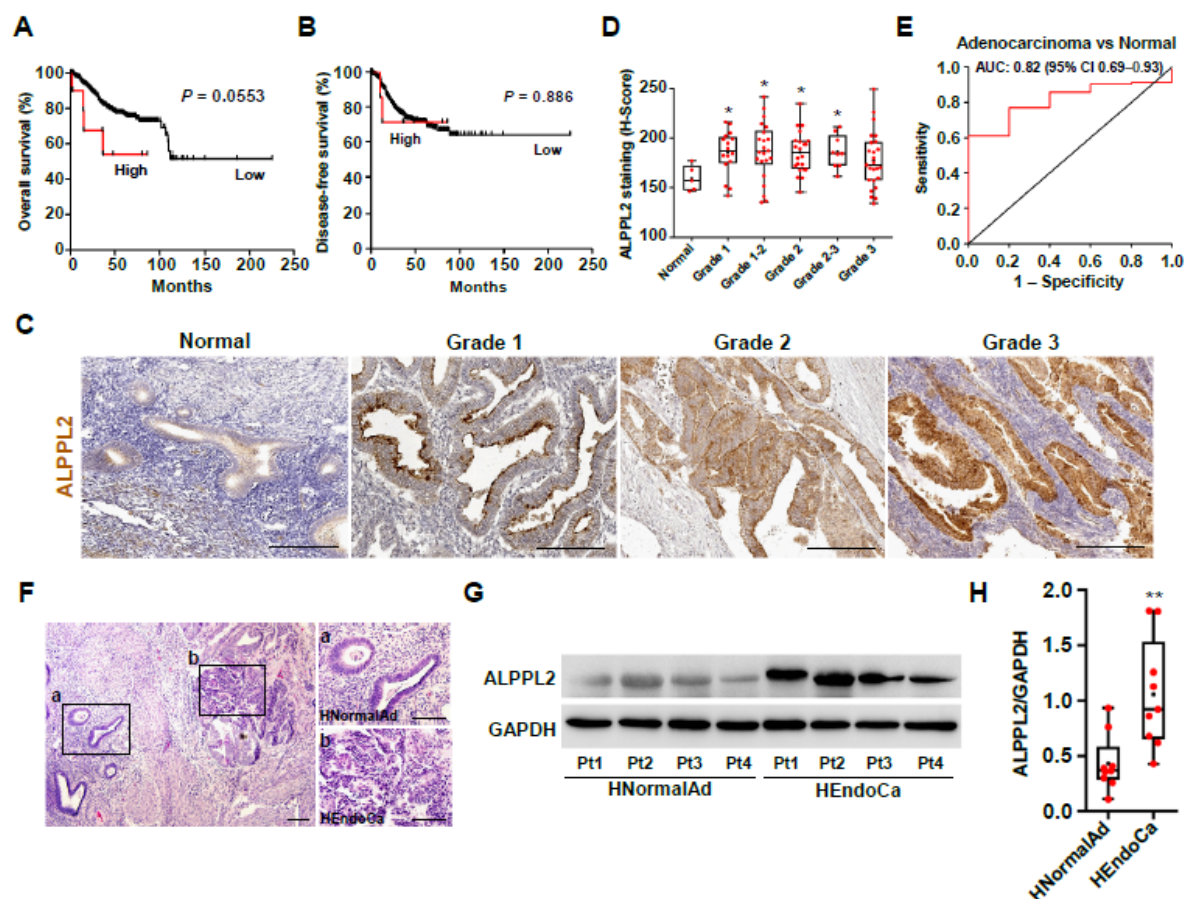 A
Overall survival (%)
100
80
60
40
20
0
P = 0.0553
High
Low
0 50 100 150 200 250
Months
B
Disease-free survival (%)
100
80
60
40
20
0
P = 0.886
High
Low
0 50 100 150 200 250
Months
D
ALPPL2 staining (H-Score)
250
200
150
100
*
*
*
*
Normal
Grade 1
Grade 1-2
Grade 2
Grade 2-3
Grade 3
E
Adenocarcinoma vs Normal
AUC: 0.82 (95% CI 0.69–0.93)
Sensitivity
1.0
0.8
0.6
0.4
0.2
0.0
0.0 0.2 0.4 0.6 0.8 1.0
1 – Specificity
C
Normal
Grade 1
Grade 2
Grade 3
ALPPL2
F
a
b
*
a
HNormalAd
b
HEndoCa
G
ALPPL2
GAPDH
Pt1 Pt2 Pt3 Pt4 Pt1 Pt2 Pt3 Pt4
HNormalAd HEndoCa
H
ALPPL2/GAPDH
2.0
1.5
1.0
0.5
0.0
**
HNormalAd
HEndoCa